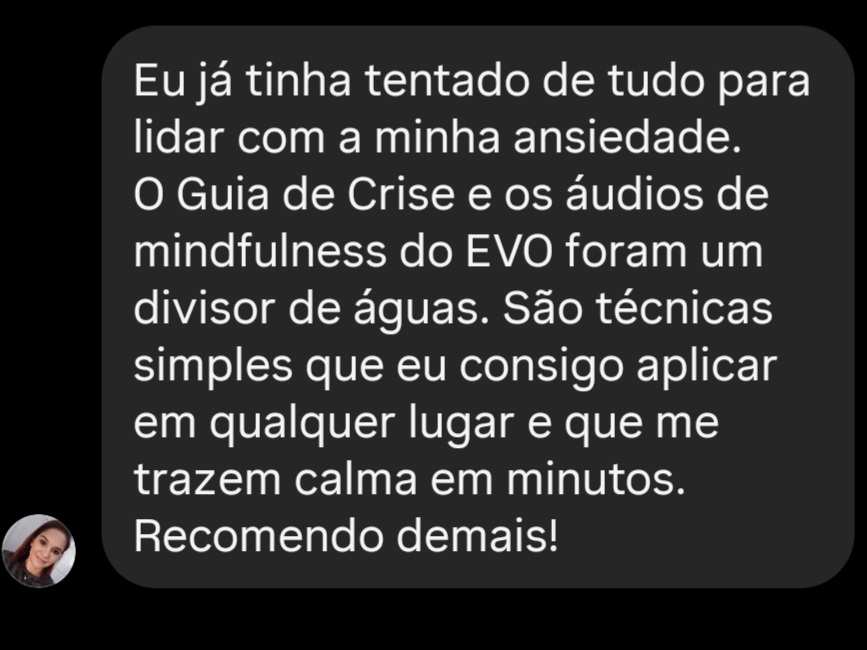 Eu já tinha tentado de tudo para
lidar com a minha ansiedade.
O Guia de Crise e os áudios de
mindfulness do EVO foram um
divisor de águas. São técnicas
simples que eu consigo aplicar
em qualquer lugar e que me
trazem calma em minutos.
Recomendo demais!